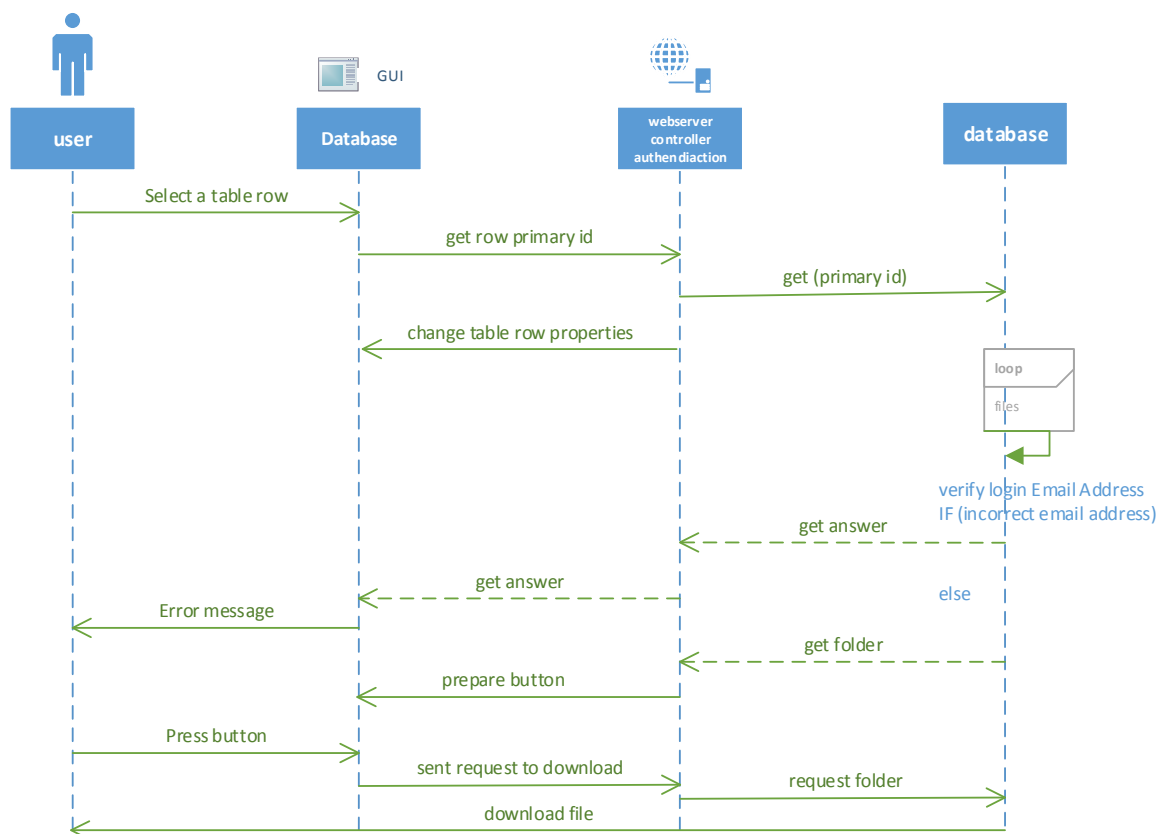 GUI
user
Database
webserver
controller
authendiaction
database
Select a table row
get row primary id
get (primary id)
change table row properties
loop
files
verify login Email Address
IF (incorrect email address)
get answer
get answer
else
Error message
get folder
prepare button
Press button
sent request to download
request folder
download file